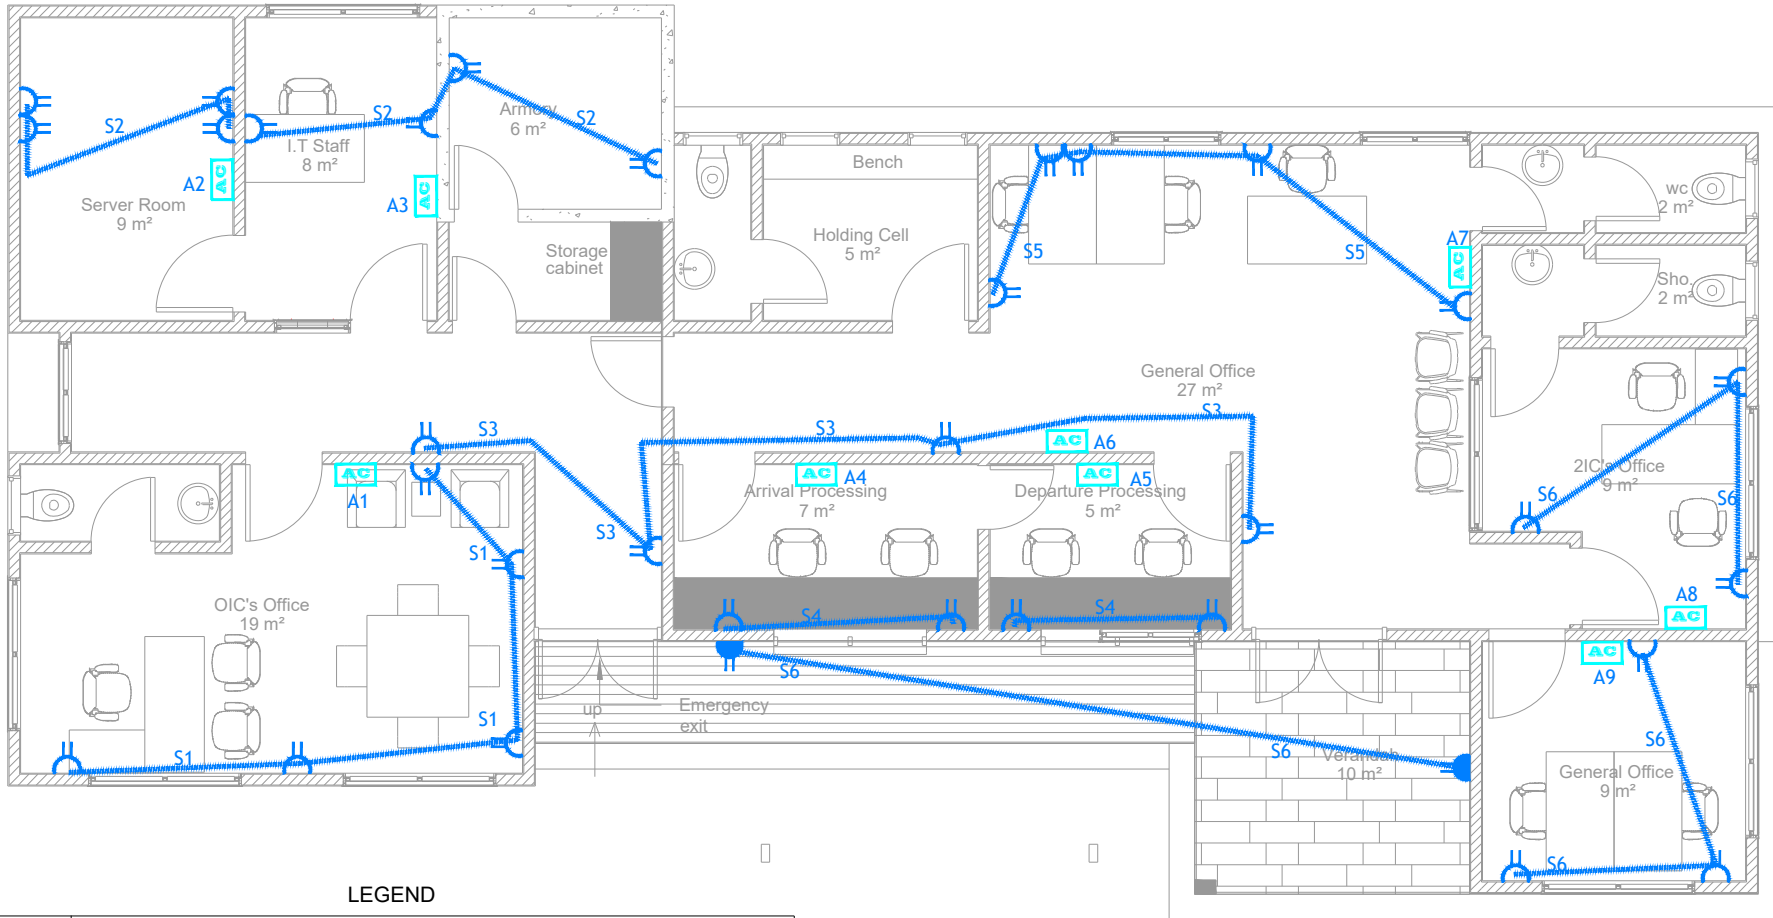 S2
AC
A2
Server Room
9 m²
S2
I.T Staff
8 m²
AC
A3
Armory
6 m²
S2
Storage
cabinet
Bench
Holding Cell
5 m²
S5
S5
A7
AC
wc
2 m²
Sho.
2 m²
General Office
27 m²
S3
S3
S3
S3
AC
A6
AC
A1
AC
A4
Arrival Processing
7 m²
AC
A5
Departure Processing
5 m²
2IC's Office
9 m²
S6
S6
S1
OIC's Office
19 m²
S1
S1
S4
S4
A8
AC
AC
A9
S6
up
Emergency
exit
S6
Verandah
10 m²
S6
General Office
9 m²
S6
LEGEND